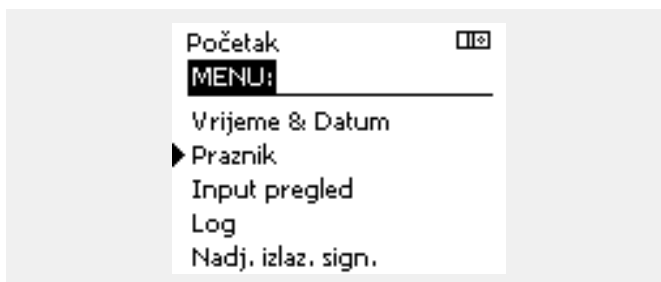 Početak
MENU:
Vrijeme & Datum
Praznik
Input pregled
Log
Nadj. izlaz. sign.